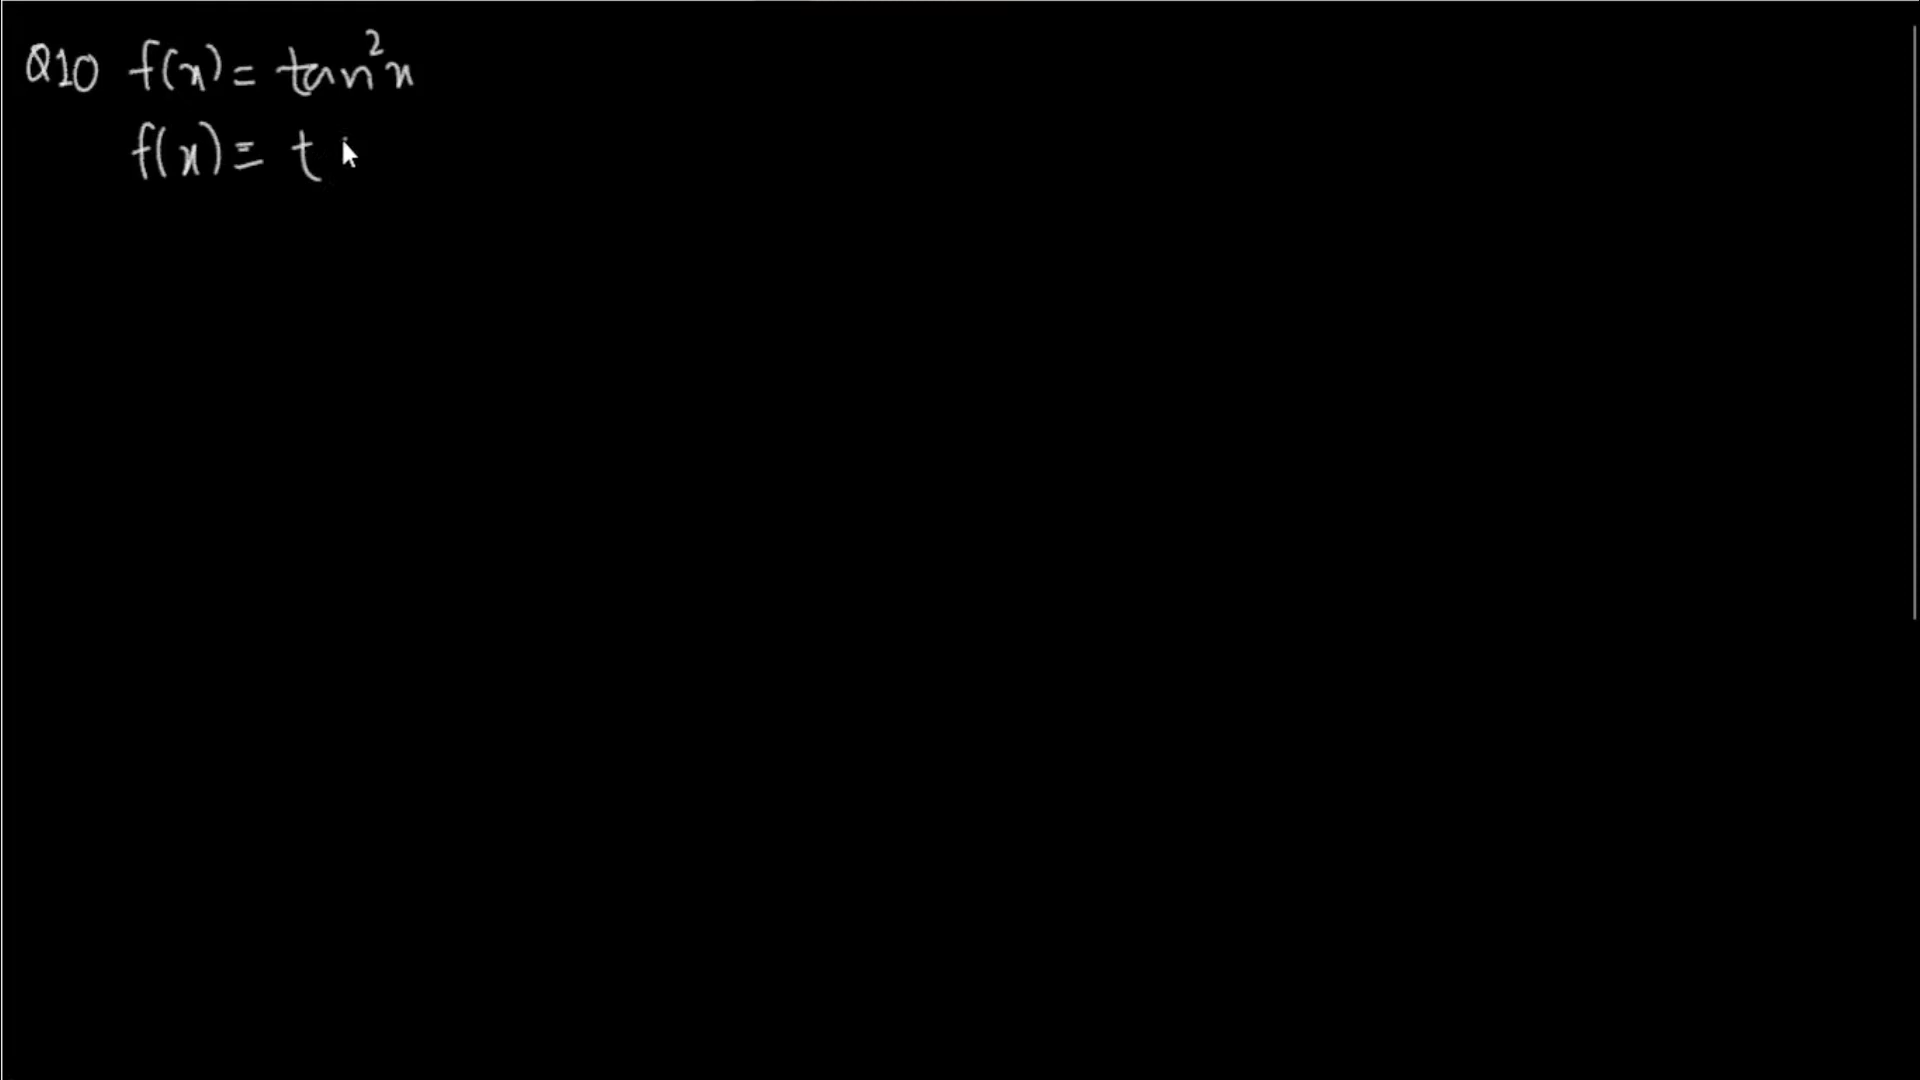 Q10 f(x) = tan²x
f(x) = t